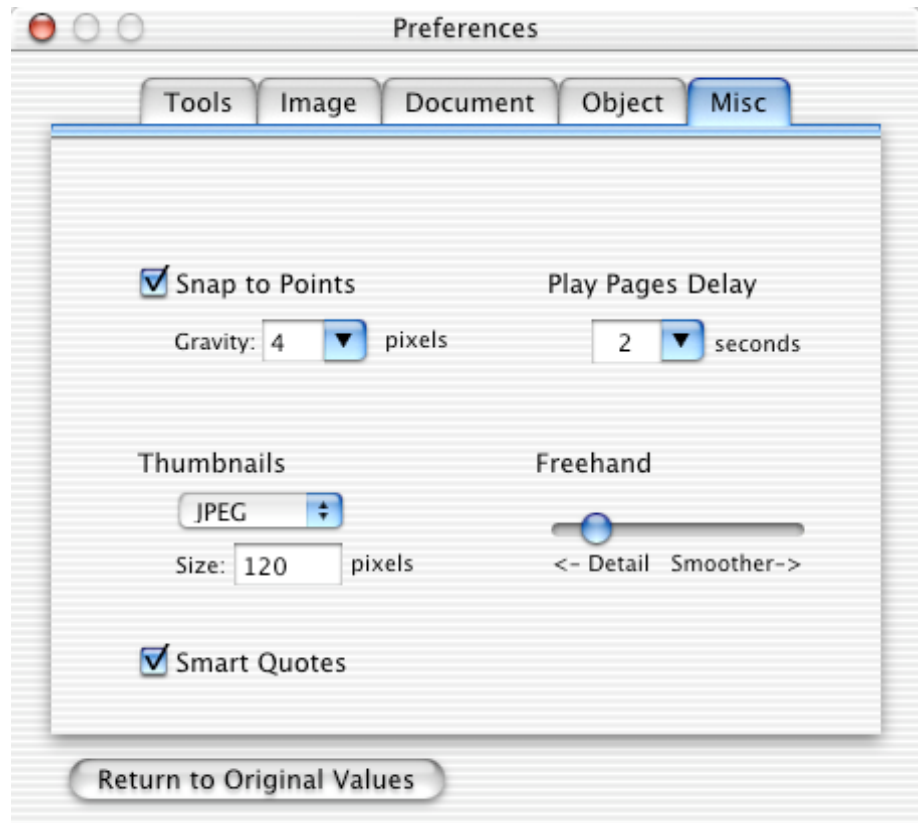 Preferences
Tools Image Document Object Misc
Snap to Points
Gravity: 4 pixels
Play Pages Delay
2 seconds
Thumbnails
JPEG
Size: 120 pixels
Freehand
<- Detail Smoother->
Smart Quotes
Return to Original Values